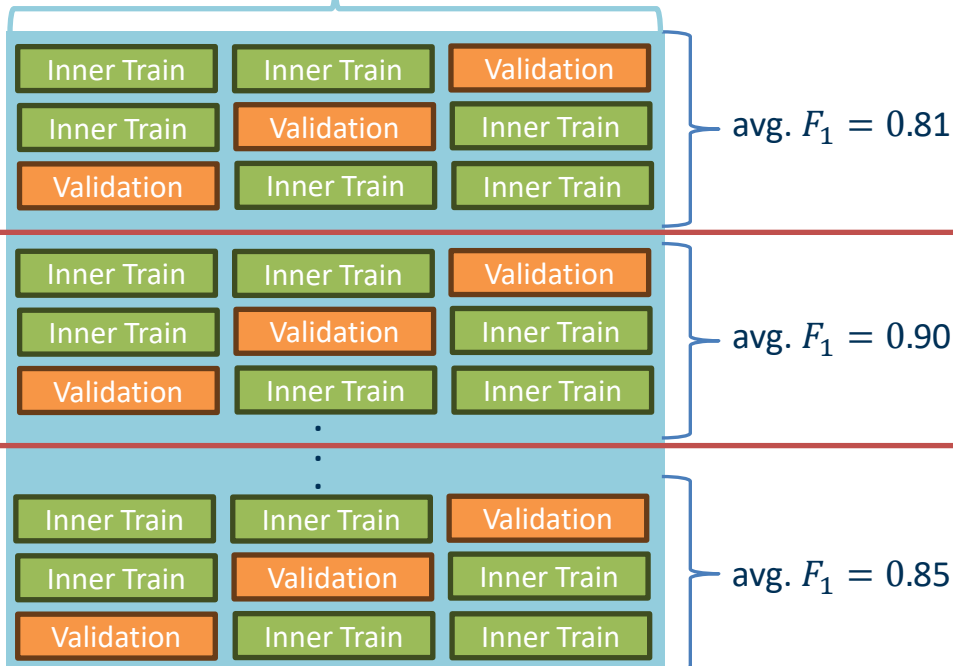 Inner Train Inner Train Validation
Inner Train Validation Inner Train
avg. F₁ = 0.81
Validation Inner Train Inner Train
Inner Train Inner Train Validation
Inner Train Validation Inner Train
avg. F₁ = 0.90
Validation Inner Train Inner Train
.
.
.
Inner Train Inner Train Validation
Inner Train Validation Inner Train
avg. F₁ = 0.85
Validation Inner Train Inner Train